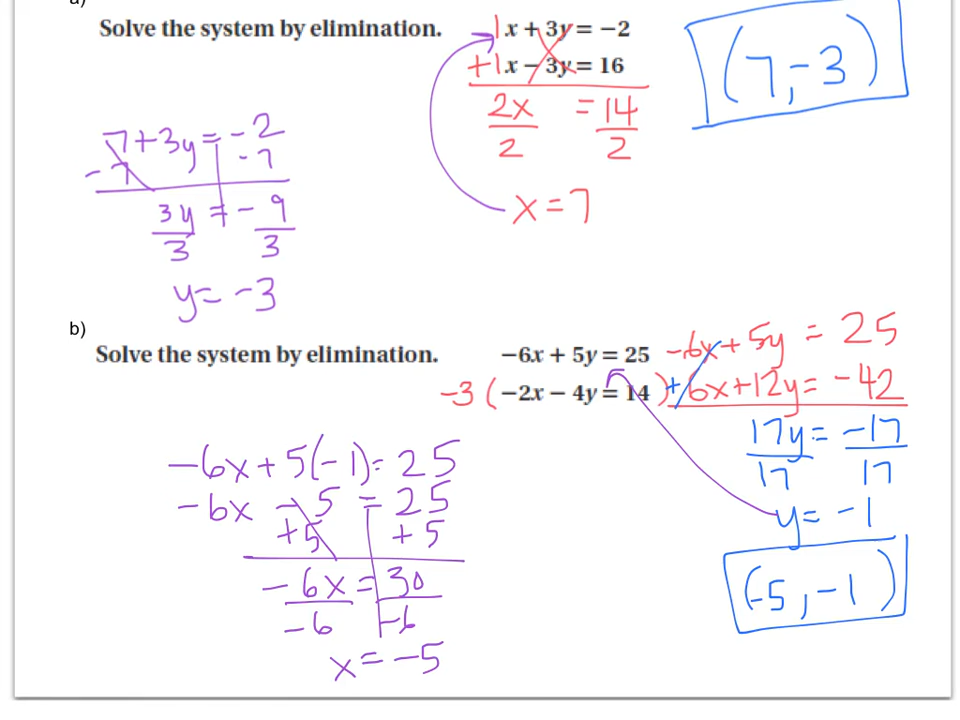 a)
Solve the system by elimination.
1x + 3y = −2
+1x − 3y = 16
2x/2 = 14/2
x = 7
(7, -3)
7 + 3y = -2
-7 -7
3y/3 = -9/3
y = -3
b)
Solve the system by elimination.
−6x + 5y = 25
-3 (−2x − 4y = 14 )
-6x + 5y = 25
+ 6x + 12y = -42
17y/17 = -17/17
y = -1
(-5, -1)
-6x + 5(-1) = 25
-6x - 5 = 25
+5 +5
-6x/-6 = 30/-6
x = -5